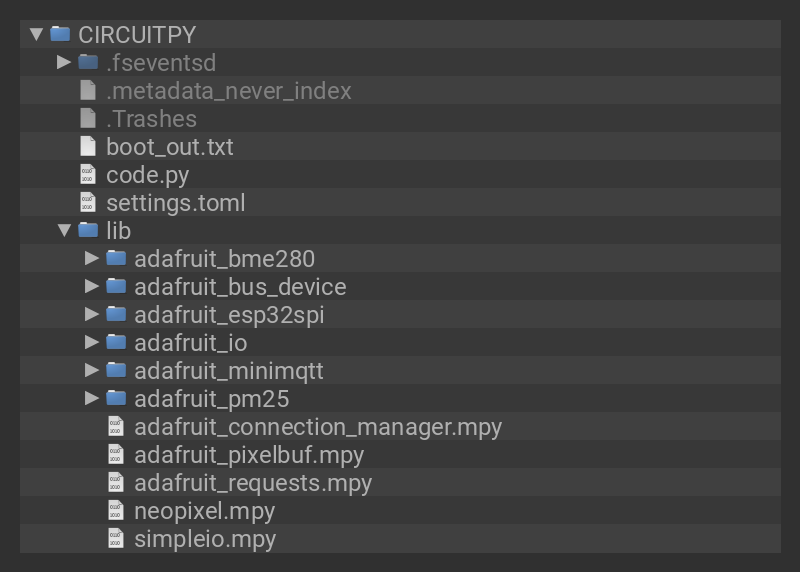 CIRCUITPY
.fseventsd
.metadata_never_index
.Trashes
boot_out.txt
code.py
settings.toml
lib
adafruit_bme280
adafruit_bus_device
adafruit_esp32spi
adafruit_io
adafruit_minimqtt
adafruit_pm25
adafruit_connection_manager.mpy
adafruit_pixelbuf.mpy
adafruit_requests.mpy
neopixel.mpy
simpleio.mpy